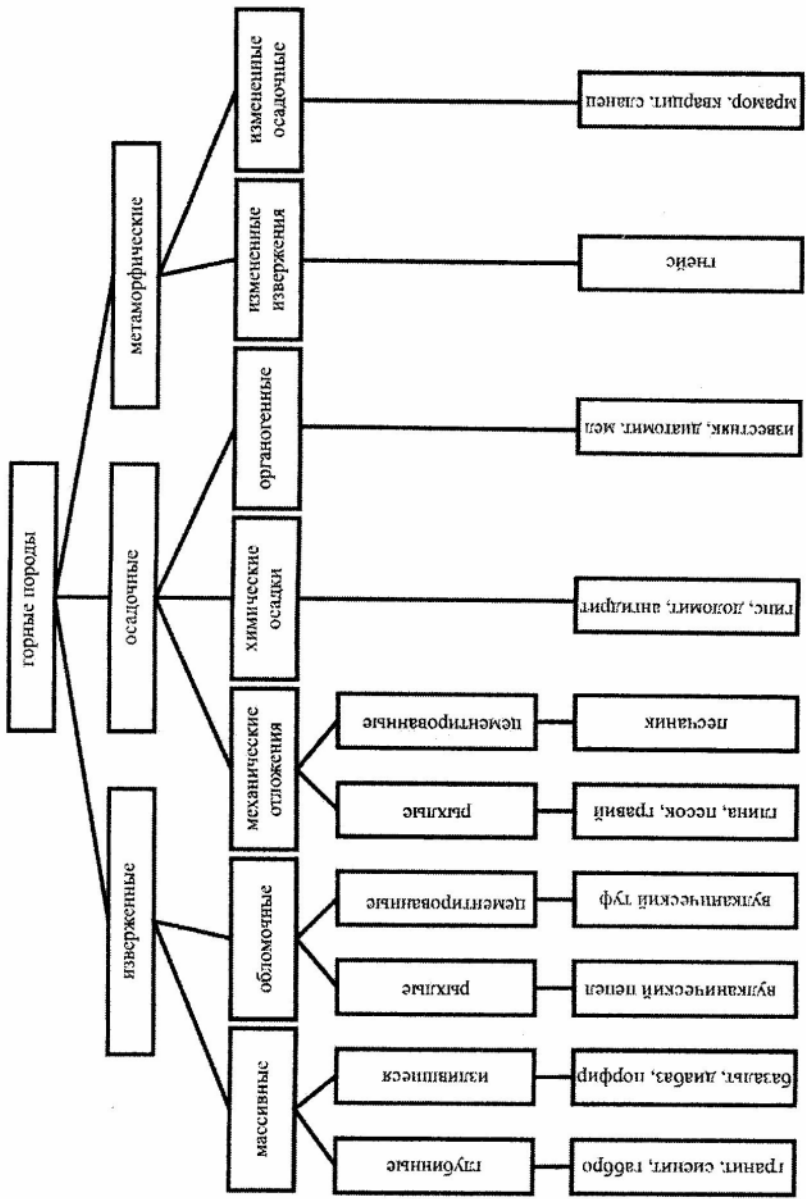 горные породы
изверженные
осадочные
метаморфические
массивные
обломочные
механические
отложения
химические
осадки
органогенные
измененные
извержения
измененные
осадочные
глубинные
излившиеся
рыхлые
цементированные
рыхлые
цементированные
гранит, сиенит, габбро
базальт, диабаз, порфир
вулканический пепел
вулканический туф
глина, песок, гравий
песчаник
гипс, доломит, ангидрит
известняк, диатомит, мел
гнейс
мрамор, кварцит, сланец